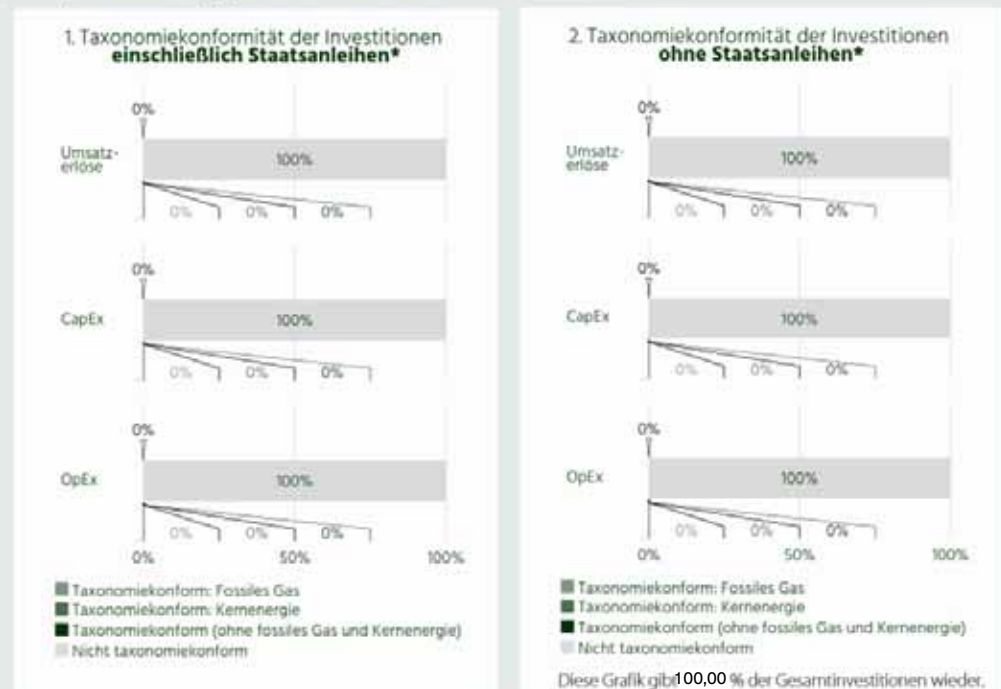 1. Taxonomiekonformität der Investitionen
einschließlich Staatsanleihen*
0%
Umsatz-
erlöse
100%
0% 0% 0%
0%
CapEx
100%
0% 0% 0%
0%
OpEx
100%
0% 0% 0%
0% 50% 100%
Taxonomiekonform: Fossiles Gas
Taxonomiekonform: Kernenergie
Taxonomiekonform (ohne fossiles Gas und Kernenergie)
Nicht taxonomiekonform
2. Taxonomiekonformität der Investitionen
ohne Staatsanleihen*
0%
Umsatz-
erlöse
100%
0% 0% 0%
0%
CapEx
100%
0% 0% 0%
0%
OpEx
100%
0% 0% 0%
0% 50% 100%
Taxonomiekonform: Fossiles Gas
Taxonomiekonform: Kernenergie
Taxonomiekonform (ohne fossiles Gas und Kernenergie)
Nicht taxonomiekonform
Diese Grafik gibt 100,00 % der Gesamtinvestitionen wieder.